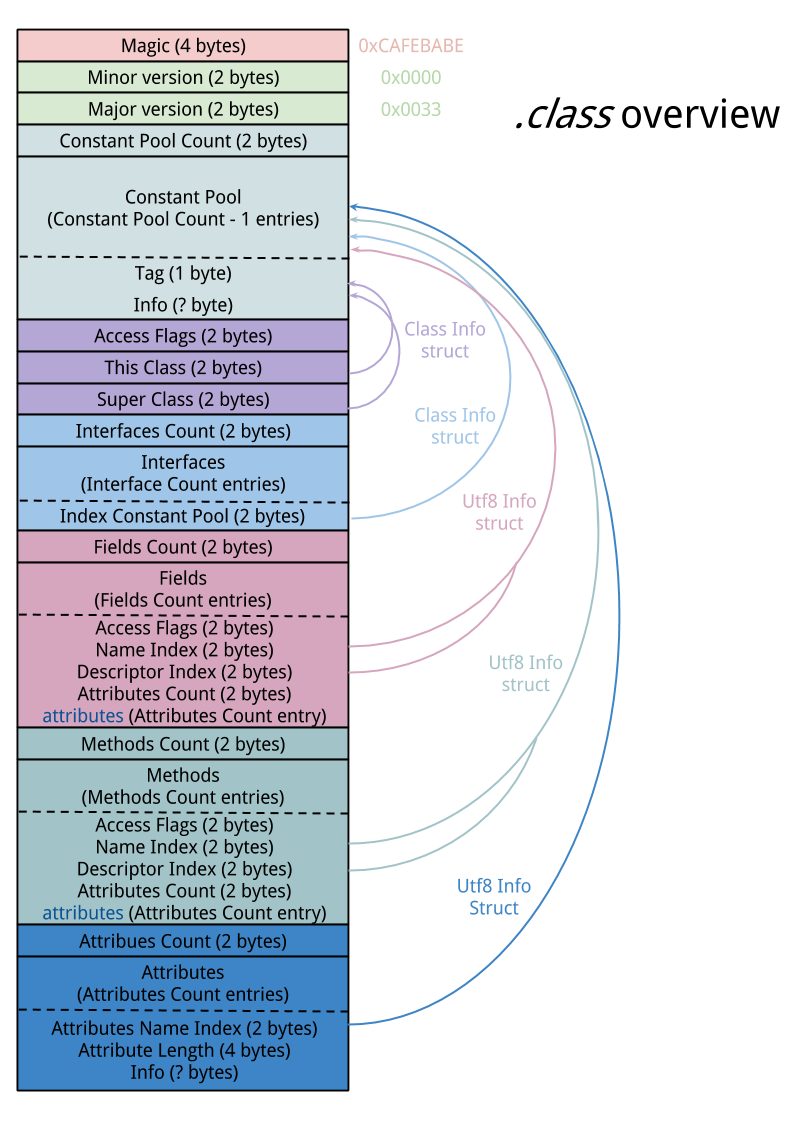 Magic (4 bytes)
0xCAFEBABE
Minor version (2 bytes)
0x0000
Major version (2 bytes)
0x0033
.class overview
Constant Pool Count (2 bytes)
Constant Pool
(Constant Pool Count - 1 entries)
Tag (1 byte)
Info (? byte)
Access Flags (2 bytes)
This Class (2 bytes)
Super Class (2 bytes)
Class Info
struct
Interfaces Count (2 bytes)
Interfaces
(Interface Count entries)
Index Constant Pool (2 bytes)
Class Info
struct
Fields Count (2 bytes)
Fields
(Fields Count entries)
Access Flags (2 bytes)
Name Index (2 bytes)
Descriptor Index (2 bytes)
Attributes Count (2 bytes)
attributes (Attributes Count entry)
Utf8 Info
struct
Methods Count (2 bytes)
Methods
(Methods Count entries)
Access Flags (2 bytes)
Name Index (2 bytes)
Descriptor Index (2 bytes)
Attributes Count (2 bytes)
attributes (Attributes Count entry)
Utf8 Info
struct
Attribues Count (2 bytes)
Attributes
(Attributes Count entries)
Attributes Name Index (2 bytes)
Attribute Length (4 bytes)
Info (? bytes)
Utf8 Info
Struct